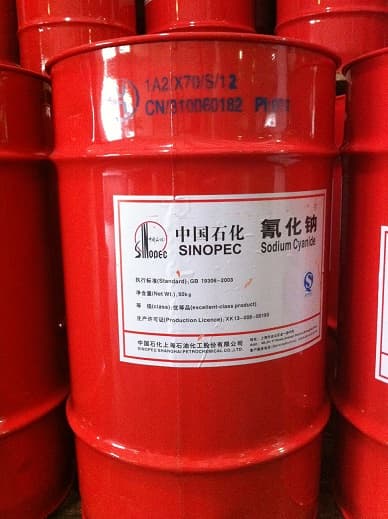 1A2/X70/S/12
CN/310060182
中国石化
SINOPEC
氰化钠
Sodium Cyanide
SINOPEC
执行标准(Standard): GB 19306-2003
净含量(Net Wt.): 50kg
等 级(class): 优等品(excellent-class product)
生产许可证(Production Licence):
中国石化上海石油化工股份有限公司
SINOPEC SHANGHAI PETROCHEMICAL CO.,LTD.